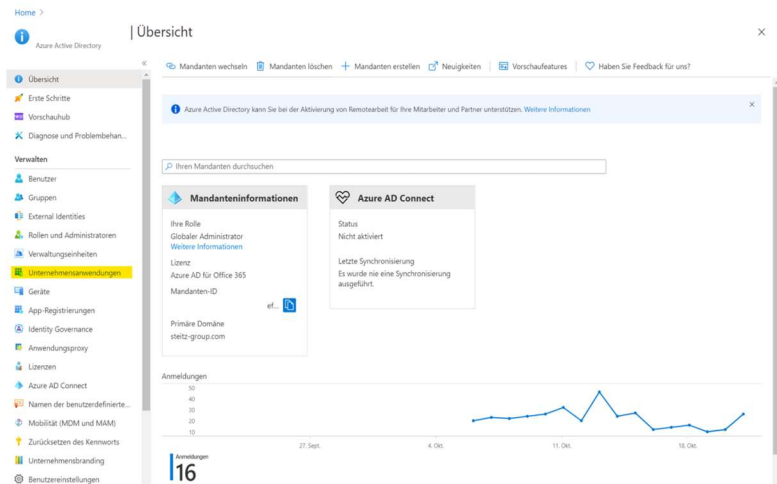 Home >
| Übersicht
Azure Active Directory
Mandanten wechseln Mandanten löschen Mandanten erstellen Neuigkeiten Vorschaufeatures Haben Sie Feedback für uns?
Übersicht
Erste Schritte
Vorschauhub
Diagnose und Problembehan...
Verwalten
Benutzer
Gruppen
External Identities
Rollen und Administratoren
Verwaltungseinheiten
Unternehmensanwendungen
Geräte
App-Registrierungen
Identity Governance
Anwendungsproxy
Lizenzen
Azure AD Connect
Namen der benutzerdefinierte...
Mobilität (MDM und MAM)
Zurücksetzen des Kennworts
Unternehmensbranding
Benutzereinstellungen
Azure Active Directory kann Sie bei der Aktivierung von Remotearbeit für Ihre Mitarbeiter und Partner unterstützen. Weitere Informationen
Ihren Mandanten durchsuchen
Mandanteninformationen
Ihre Rolle
Globaler Administrator
Weitere Informationen
Lizenz
Azure AD für Office 365
Mandanten-ID
ef...
Primäre Domäne
steitz-group.com
Azure AD Connect
Status
Nicht aktiviert
Letzte Synchronisierung
Es wurde nie eine Synchronisierung
ausgeführt.
Anmeldungen
50
40
30
20
10
27. Sept. 4. Okt. 11. Okt. 18. Okt.
Anmeldungen
16